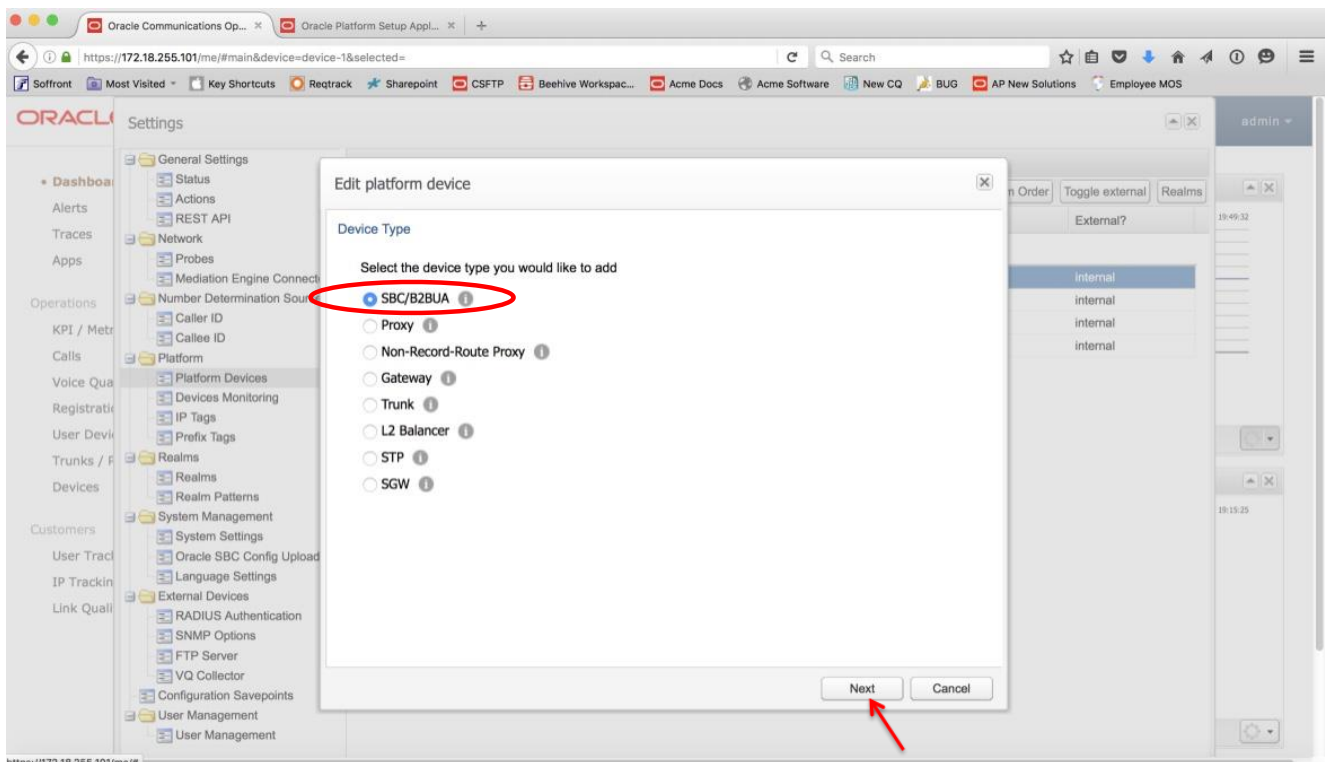 Oracle Communications Op... ×
Oracle Platform Setup Appl... ×
https://172.18.255.101/me/#main&device=device-1&selected=
Search
Soffront Most Visited Key Shortcuts Reqtrack Sharepoint CSFTP Beehive Workspac... Acme Docs Acme Software New CQ BUG AP New Solutions Employee MOS
ORACL
Settings
admin
General Settings
Status
Actions
REST API
Network
Probes
Mediation Engine Connect
Number Determination Sour
Caller ID
Callee ID
Platform
Platform Devices
Devices Monitoring
IP Tags
Prefix Tags
Realms
Realms
Realm Patterns
System Management
System Settings
Oracle SBC Config Upload
Language Settings
External Devices
RADIUS Authentication
SNMP Options
FTP Server
VQ Collector
Configuration Savepoints
User Management
User Management
• Dashboa
Alerts
Traces
Apps
Operations
KPI / Metr
Calls
Voice Qua
Registrati
User Devi
Trunks / P
Devices
Customers
User Tracl
IP Trackin
Link Quali
Edit platform device
Device Type
Select the device type you would like to add
SBC/B2BUA
Proxy
Non-Record-Route Proxy
Gateway
Trunk
L2 Balancer
STP
SGW
Next Cancel
n Order Toggle external Realms
External?
internal
internal
internal
internal
19:49:32
19:15:25